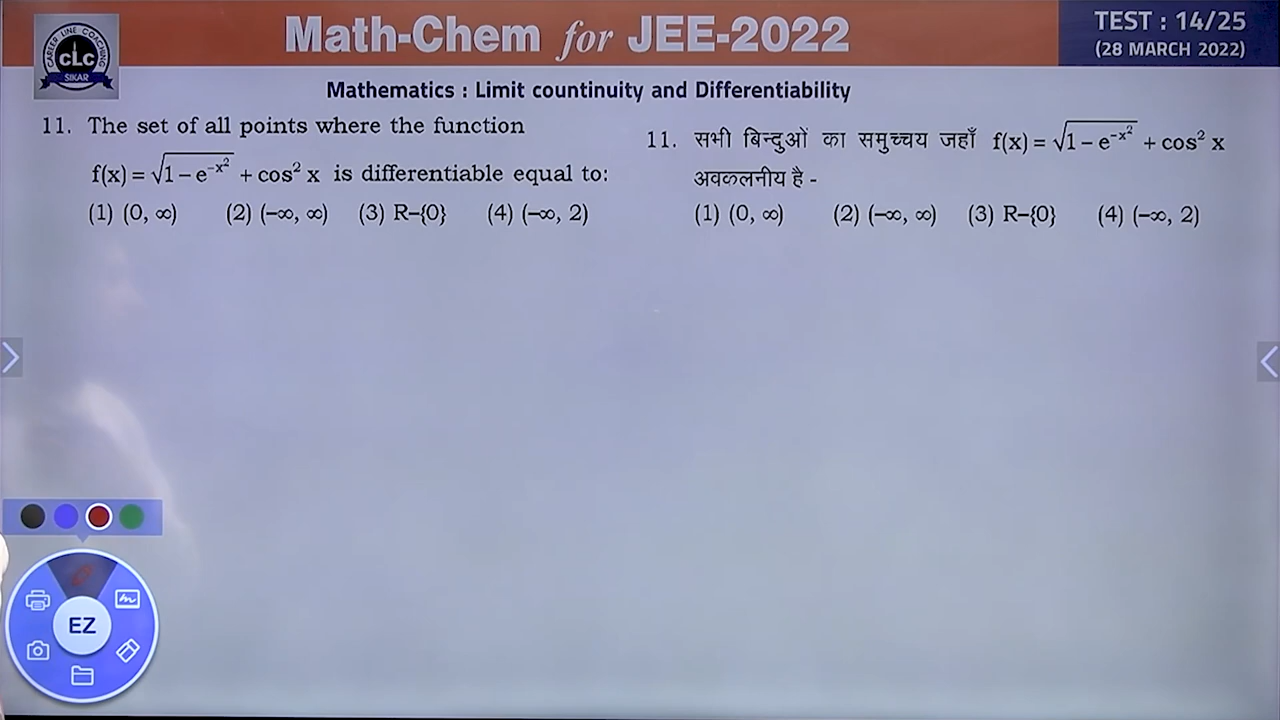 CAREER LINE COACHING
CLC
SIKAR
Math-Chem for JEE-2022
TEST : 14/25
(28 MARCH 2022)
Mathematics : Limit countinuity and Differentiability
11. The set of all points where the function
f(x) = √(1 – e^(–x²)) + cos² x is differentiable equal to:
(1) (0, ∞) (2) (–∞, ∞) (3) R–{0} (4) (–∞, 2)
11. सभी बिन्दुओं का समुच्चय जहाँ f(x) = √(1 – e^(–x²)) + cos² x
अवकलनीय है -
(1) (0, ∞) (2) (–∞, ∞) (3) R–{0} (4) (–∞, 2)
EZ